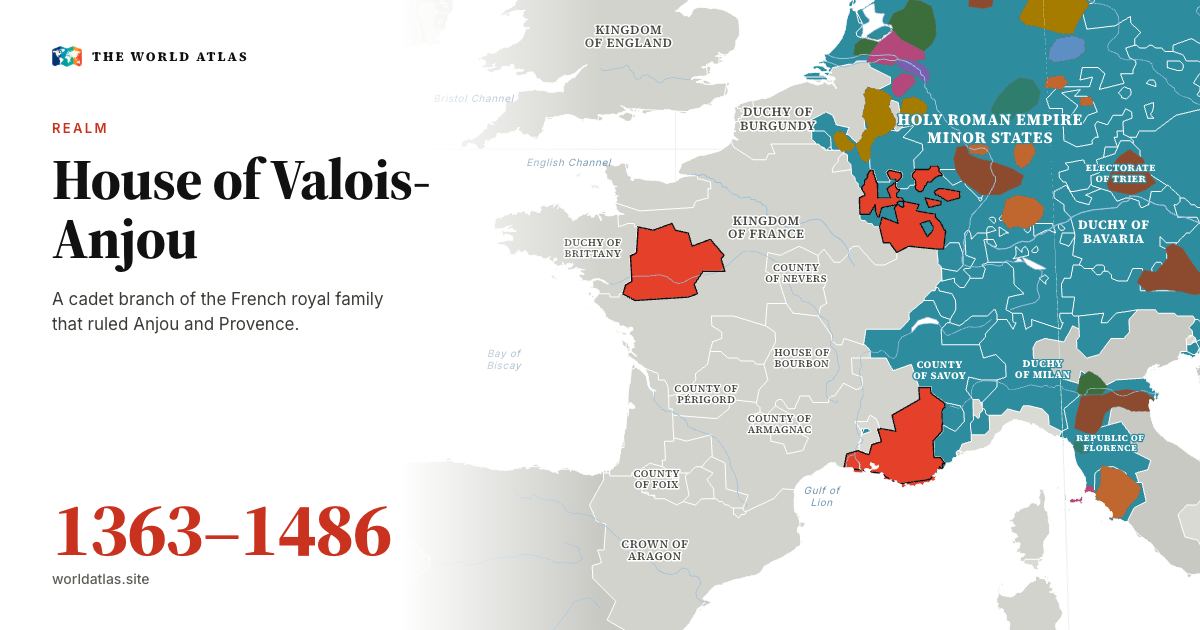 THE WORLD ATLAS
REALM
House of Valois-
Anjou
A cadet branch of the French royal family
that ruled Anjou and Provence.
1363–1486
worldatlas.site
KINGDOM
OF ENGLAND
Bristol Channel
DUCHY OF
BURGUNDY
HOLY ROMAN EMPIRE
MINOR STATES
English Channel
ELECTORATE
OF TRIER
KINGDOM
OF FRANCE
DUCHY OF
BAVARIA
DUCHY OF
BRITTANY
COUNTY
OF NEVERS
Bay of
Biscay
HOUSE OF
BOURBON
COUNTY
OF SAVOY
DUCHY
OF MILAN
COUNTY OF
PÉRIGORD
COUNTY OF
ARMAGNAC
REPUBLIC OF
FLORENCE
COUNTY
OF FOIX
Gulf of
Lion
CROWN OF
ARAGON